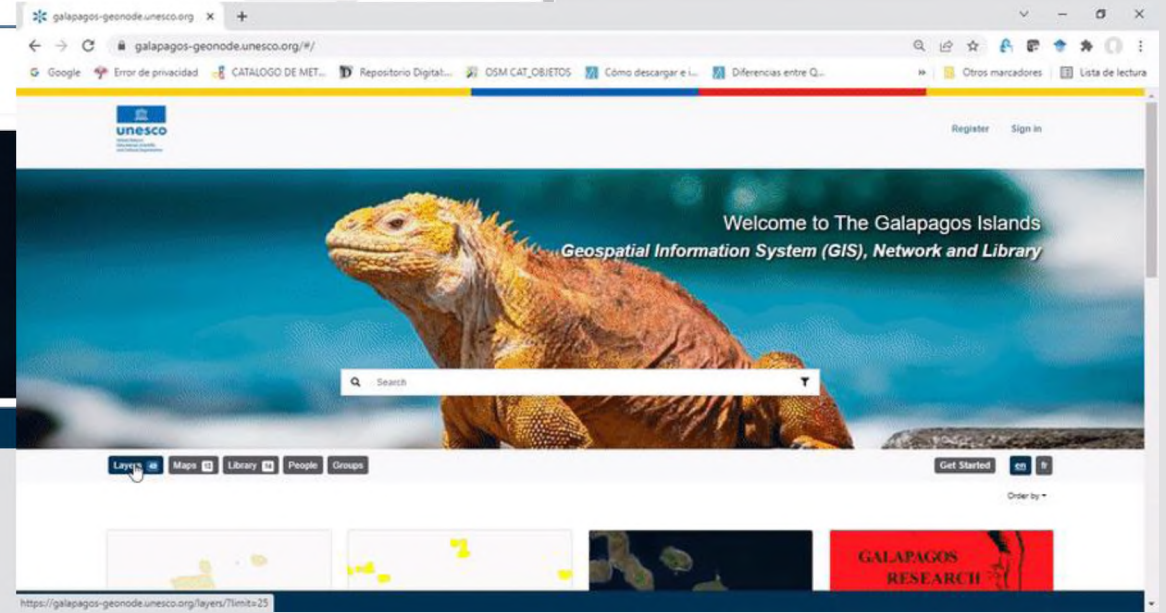 galapagos-geonode.unesco.org
galapagos-geonode.unesco.org/#/
Google Error de privacidad CATALOGO DE MET... Repositorio Digital:... OSM CAT_OBJETOS Cómo descargar e i... Diferencias entre Q... » Otros marcadores Lista de lectura
unesco
Register Sign in
Welcome to The Galapagos Islands
Geospatial Information System (GIS), Network and Library
Search
Layers Maps Library People Groups Get Started en fr
Order by
GALAPAGOS
RESEARCH
https://galapagos-geonode.unesco.org/layers/?limit=25